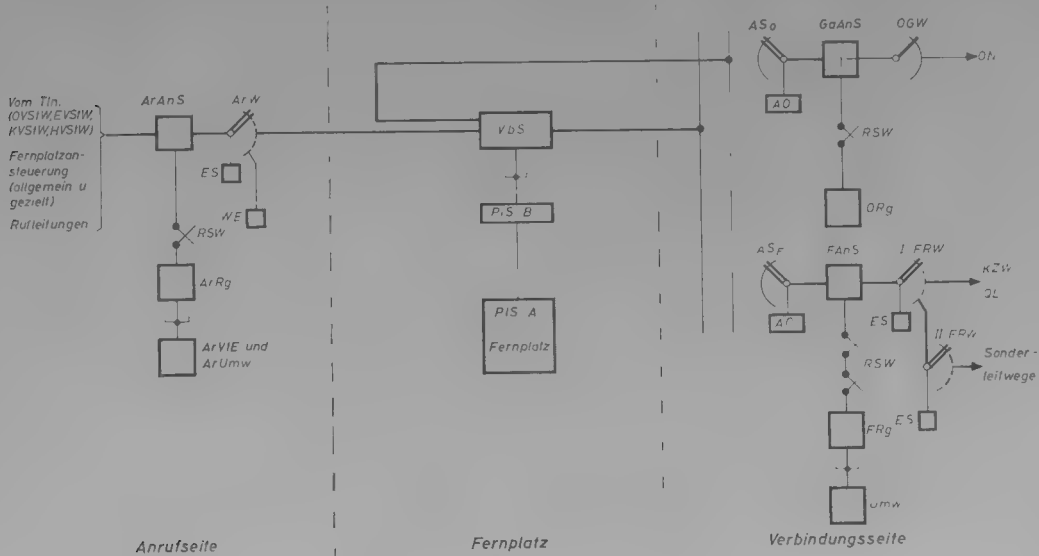 Vom Tln.
(OVStW,EVStW,
KVStW,HVStW)
Fernplatzan-
steuerung
(allgemein u
gezielt)
Rufleitungen
ArAnS
ArW
ES
WE
RSW
ArRg
ArVlE und
ArUmw
Anrufseite
VbS
PlS B
PlS A
Fernplatz
Fernplatz
ASO
GaAnS
OGW
ON
AO
RSW
ORg
ASF
FAnS
I FRW
KZW
QL
AF
ES
II FRW
Sonder-
leitwege
RSW
ES
FRg
Umw
Verbindungsseite